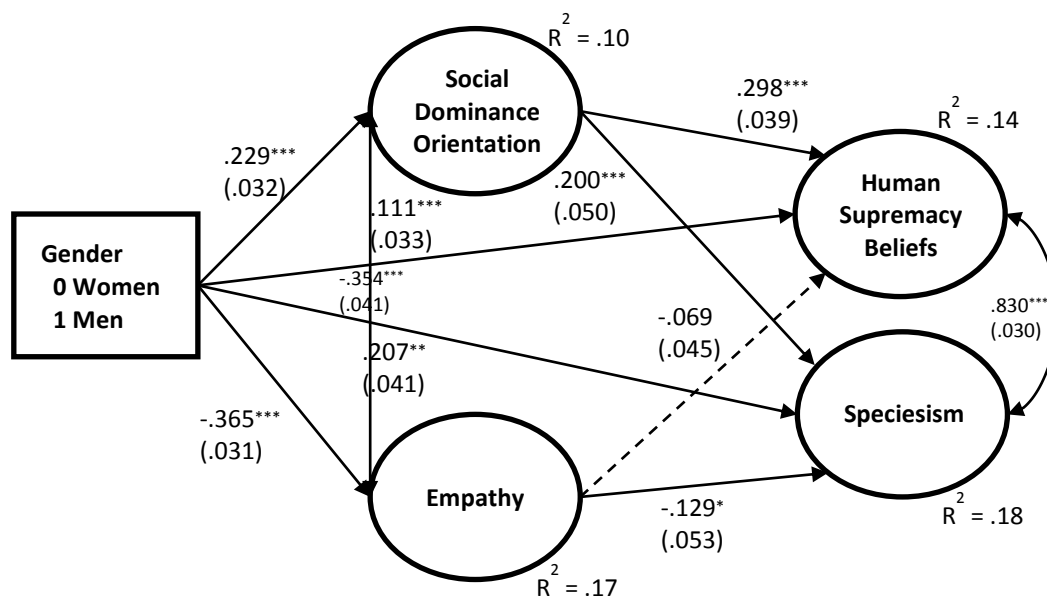 R² = .10
Social
Dominance
Orientation
.298***
(.039)
R² = .14
.229***
(.032)
.200***
(.050)
Human
Supremacy
Beliefs
.111***
(.033)
Gender
0 Women
1 Men
-.354***
(.041)
-.069
(.045)
.830***
(.030)
.207**
(.041)
-.365***
(.031)
Speciesism
Empathy
-.129*
(.053)
R² = .18
R² = .17